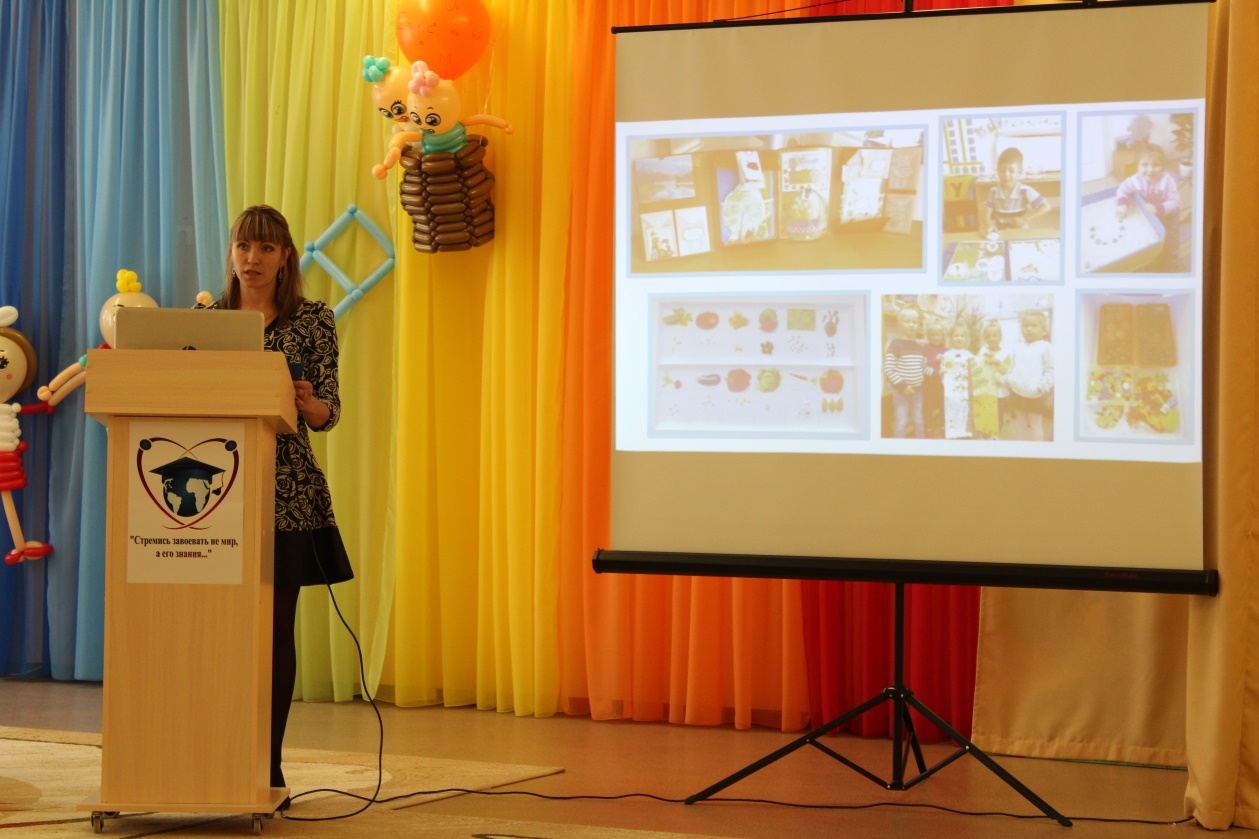 "Стремись завоевать не мир,
а его знания..."